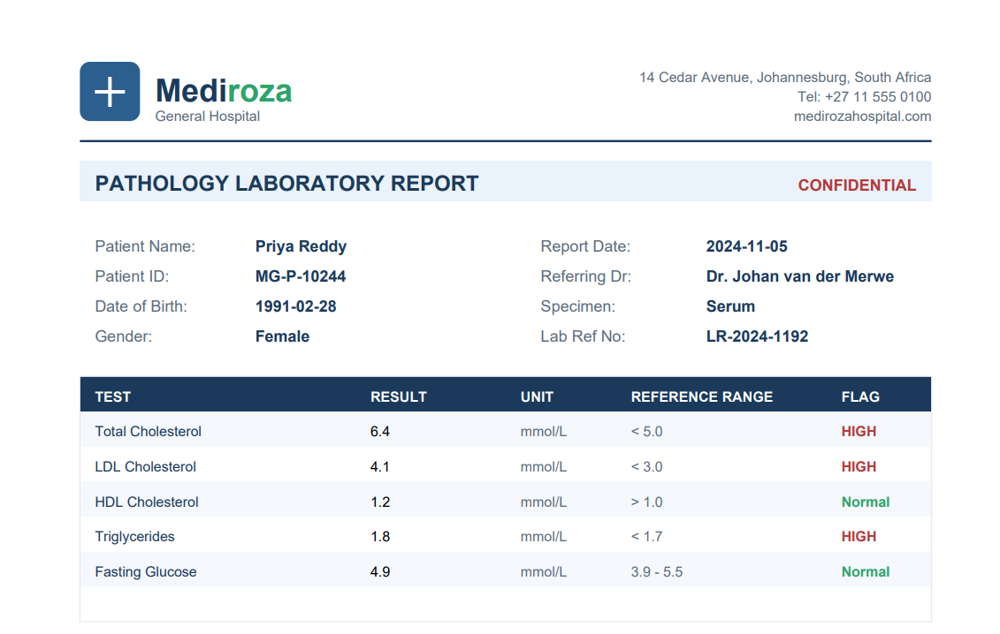 Mediroza
General Hospital
14 Cedar Avenue, Johannesburg, South Africa
Tel: +27 11 555 0100
medirozahospital.com
PATHOLOGY LABORATORY REPORT CONFIDENTIAL
Patient Name: Priya Reddy Report Date: 2024-11-05
Patient ID: MG-P-10244 Referring Dr: Dr. Johan van der Merwe
Date of Birth: 1991-02-28 Specimen: Serum
Gender: Female Lab Ref No: LR-2024-1192
TEST RESULT UNIT REFERENCE RANGE FLAG
Total Cholesterol 6.4 mmol/L < 5.0 HIGH
LDL Cholesterol 4.1 mmol/L < 3.0 HIGH
HDL Cholesterol 1.2 mmol/L > 1.0 Normal
Triglycerides 1.8 mmol/L < 1.7 HIGH
Fasting Glucose 4.9 mmol/L 3.9 - 5.5 Normal